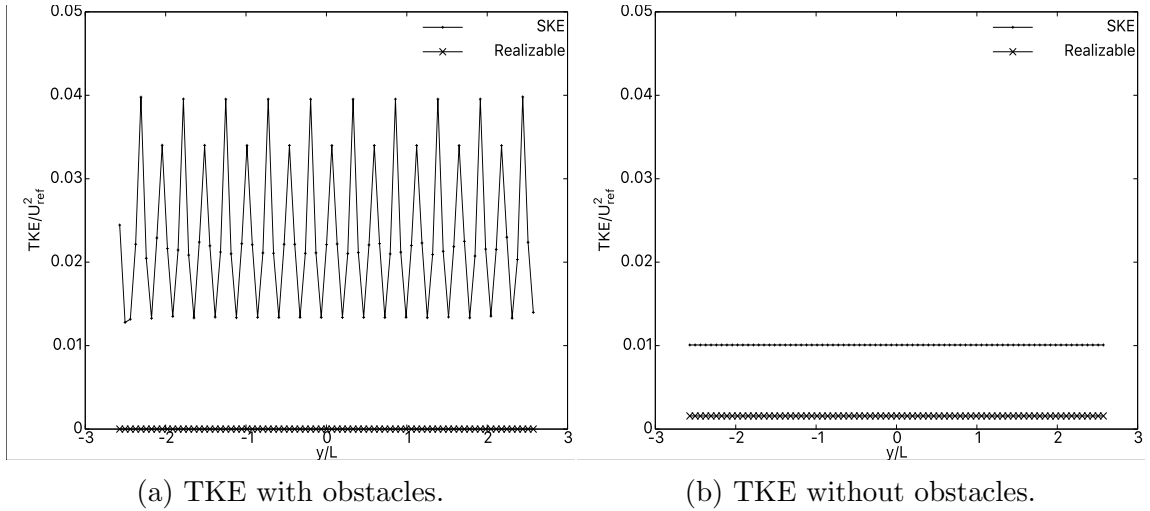 0.05
0.04
0.03
0.02
0.01
0
-3
-2
-1
0
1
2
3
TKE/U²ref
y/L
SKE
Realizable
(a) TKE with obstacles.
0.05
0.04
0.03
0.02
0.01
0
-3
-2
-1
0
1
2
3
TKE/U²ref
y/L
SKE
Realizable
(b) TKE without obstacles.